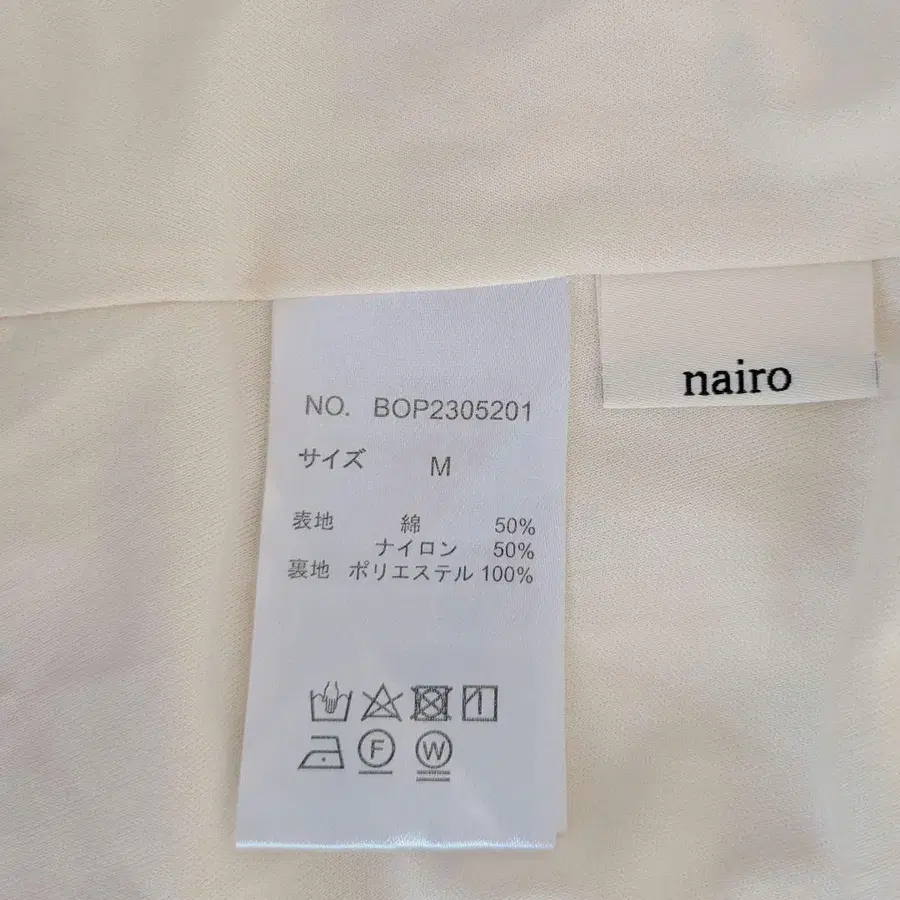 nairo
NO. BOP2305201
サイズ M
表地 綿 50%
ナイロン 50%
裏地 ポリエステル 100%
F W